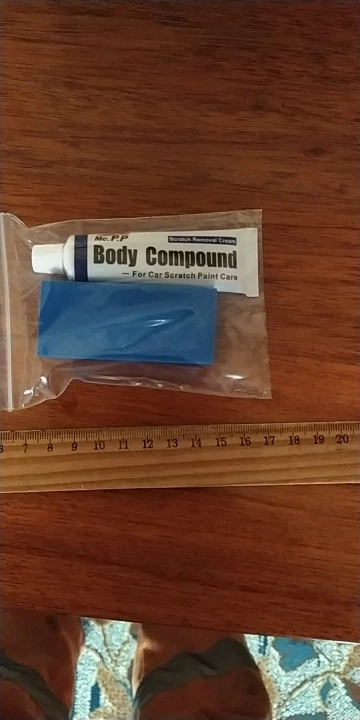 Mc.P.P
Scratch Removal Cream
Body Compound
— For Car Scratch Paint Care
6 7 8 9 10 11 12 13 14 15 16 17 18 19 20